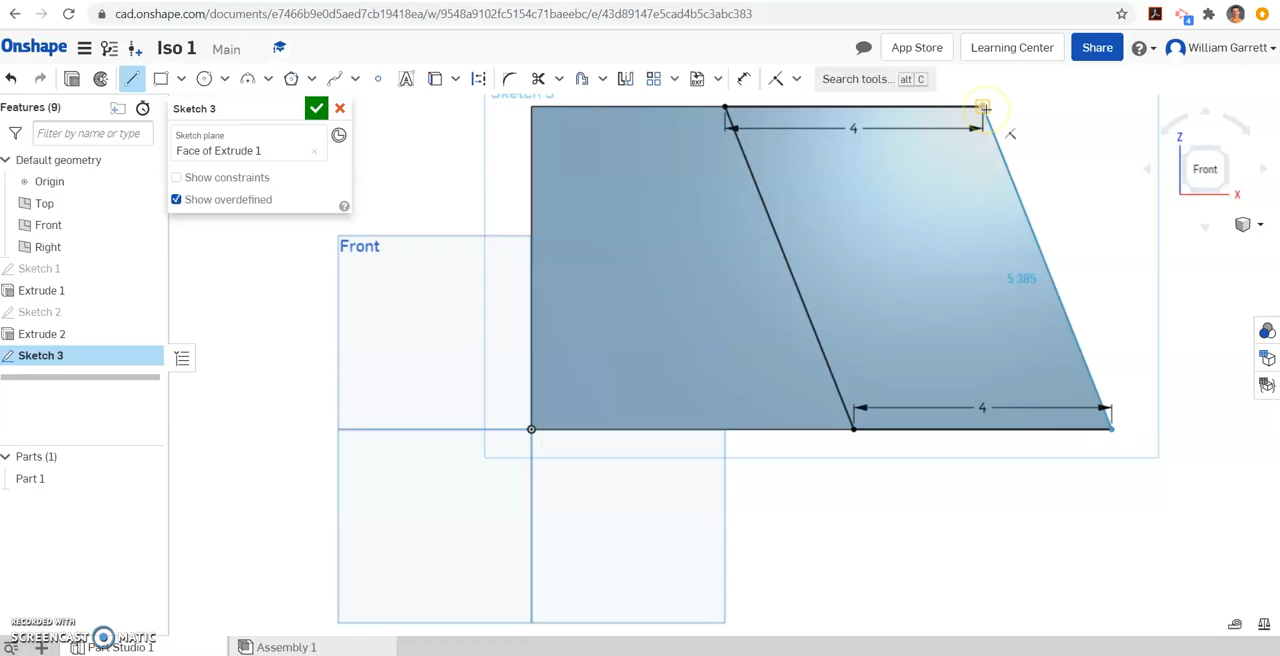 cad.onshape.com/documents/e7466b9e0d5aed7cb19418ea/w/9548a9102fc5154c71baeebc/e/43d89147e5cad4b5c3abc383
4
Onshape
Iso 1
Main
App Store
Learning Center
Share
William Garrett
Search tools...
alt
C
Features (9)
Filter by name or type
Default geometry
Origin
Top
Front
Right
Sketch 1
Extrude 1
Sketch 2
Extrude 2
Sketch 3
Parts (1)
Part 1
Sketch 3
Sketch plane
Face of Extrude 1
Show constraints
Show overdefined
Sketch 3
Front
4
5.385
4
Z
Front
X
RECORDED WITH
SCREENCAST MATIC
Part Studio 1
Assembly 1